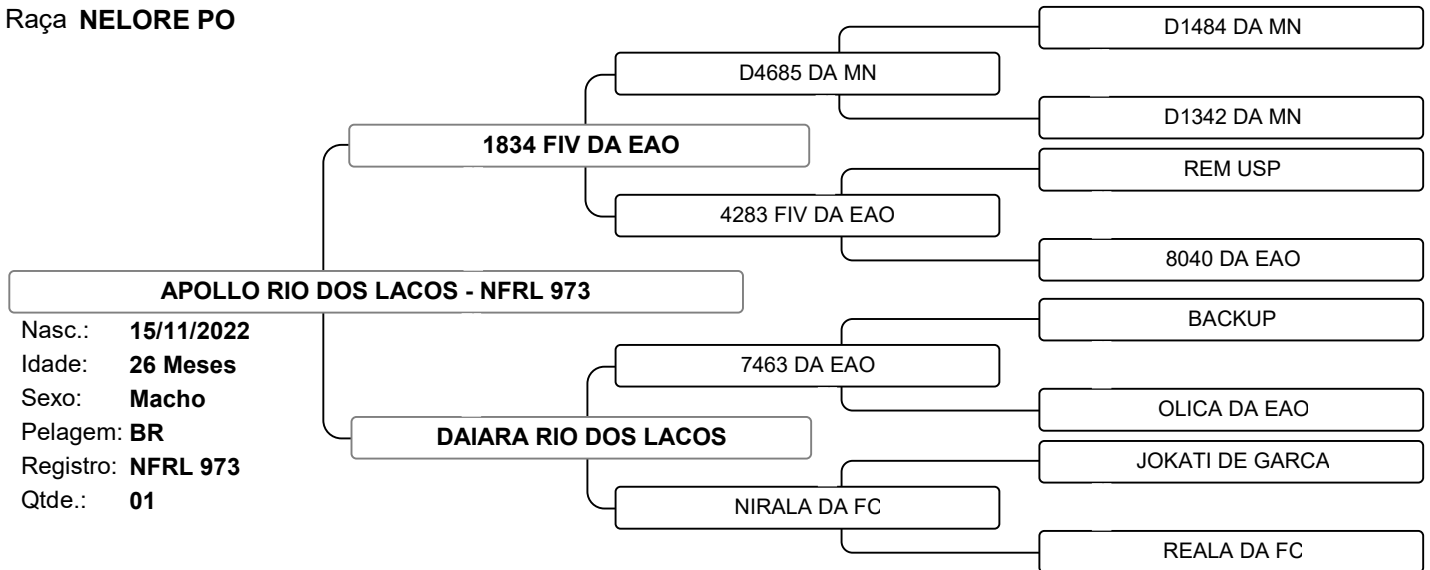 Raça NELORE PO
D1484 DA MN
D4685 DA MN
D1342 DA MN
1834 FIV DA EAO
REM USP
4283 FIV DA EAO
8040 DA EAO
APOLLO RIO DOS LACOS - NFRL 973
BACKUP
Nasc.: 15/11/2022
7463 DA EAO
Idade: 26 Meses
Sexo: Macho
OLICA DA EAO
Pelagem: BR
DAIARA RIO DOS LACOS
JOKATI DE GARCA
Registro: NFRL 973
Qtde.: 01
NIRALA DA FC
REALA DA FC